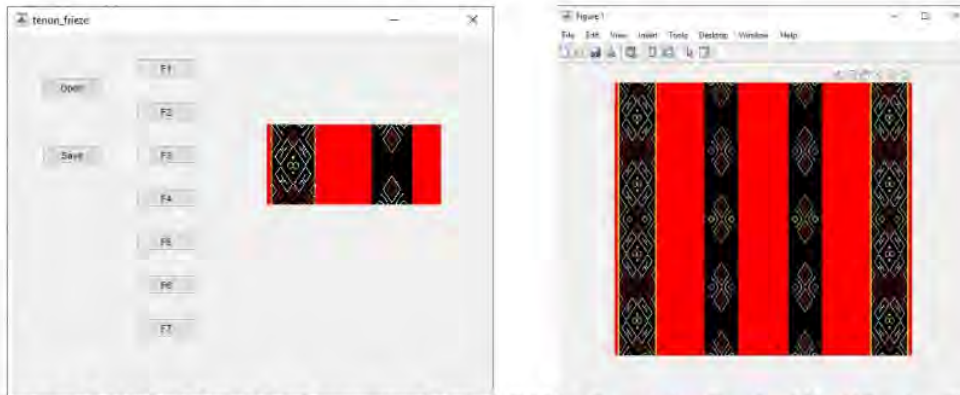 tenun_frieze
Open
Save
F1
F2
F3
F4
F5
F6
F7
Figure 1
File Edit View Insert Tools Desktop Window Help